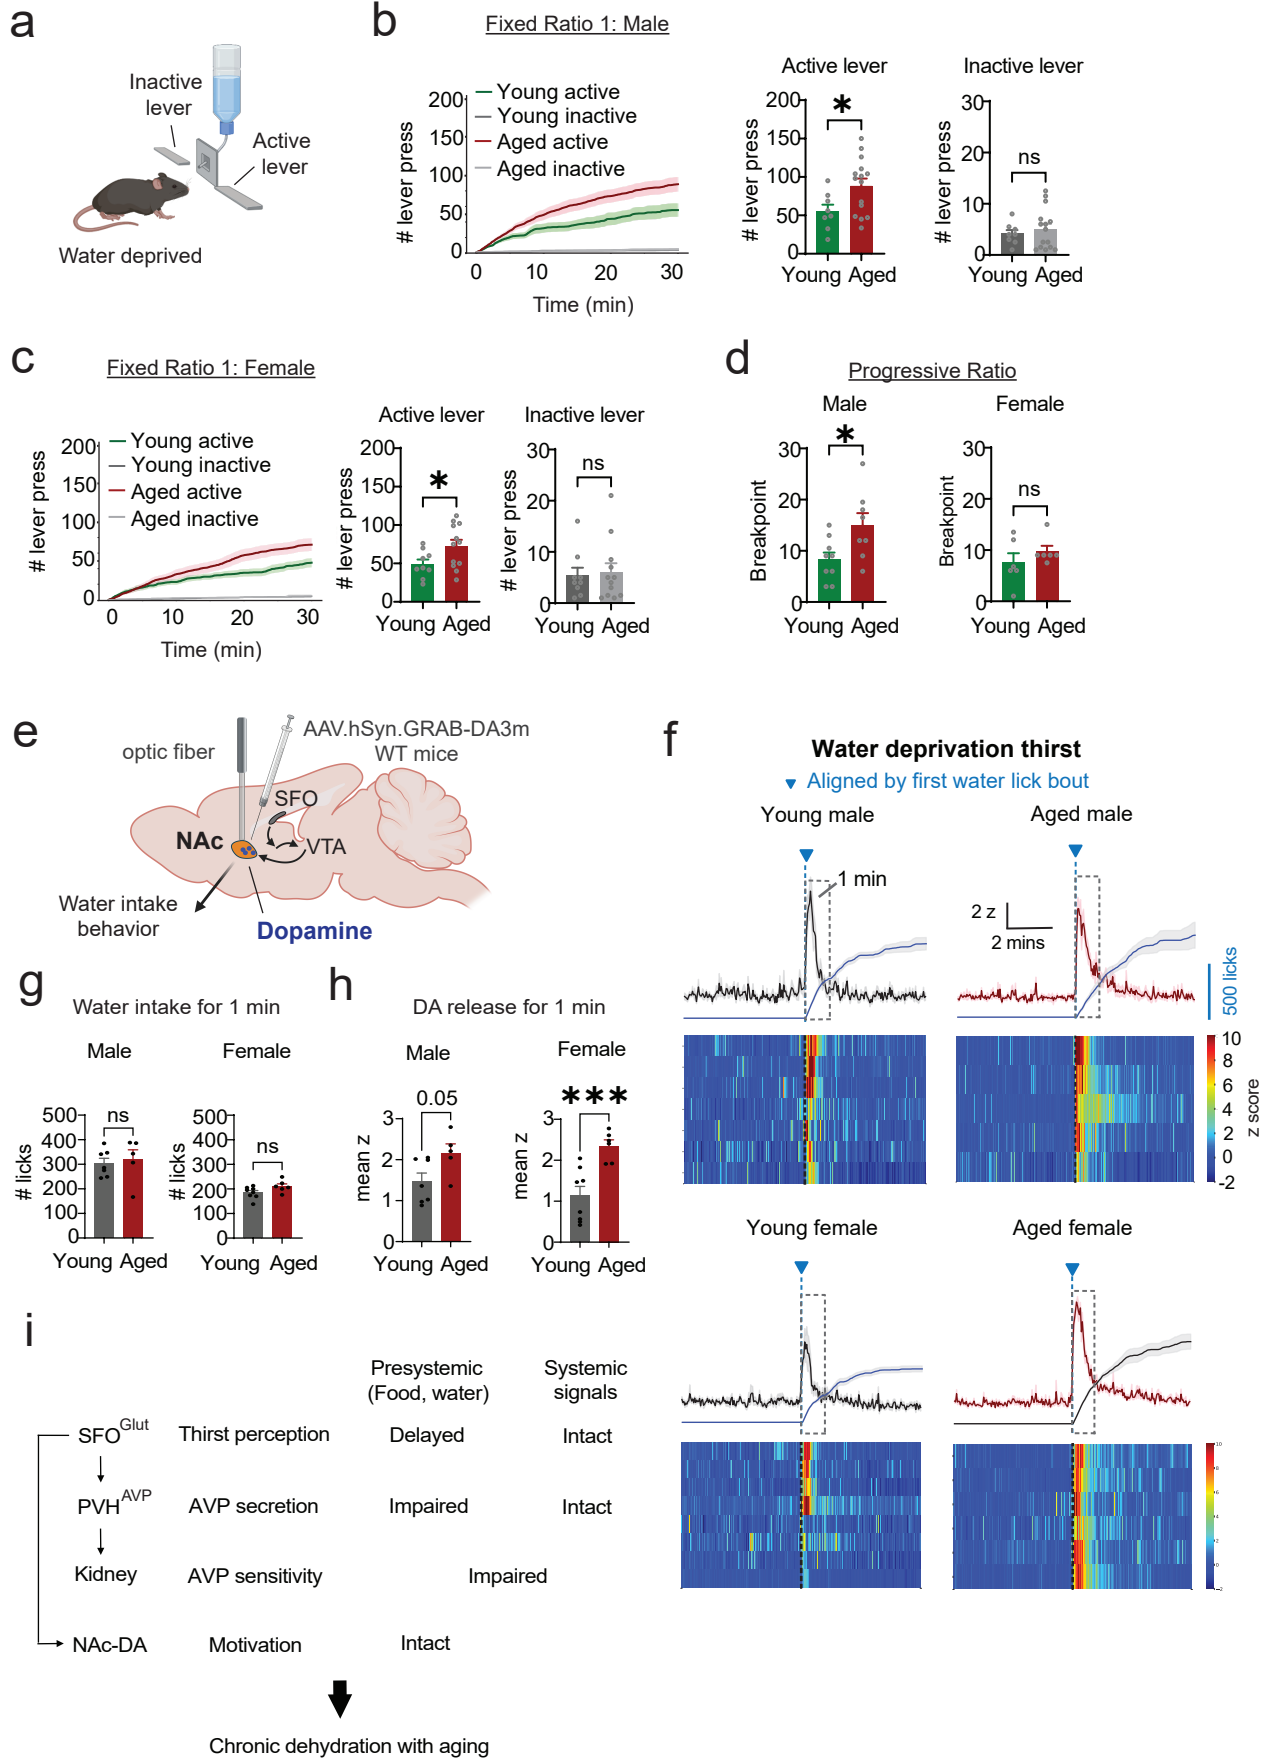 a
Inactive
lever
Active
lever
Water deprived
b
Fixed Ratio 1: Male
# lever press
200
150
100
50
0
Young active
Young inactive
Aged active
Aged inactive
0 10 20 30
Time (min)
Active lever
# lever press
200
150
100
50
0
*
Young Aged
Inactive lever
# lever press
30
20
10
0
ns
Young Aged
c
Fixed Ratio 1: Female
# lever press
200
150
100
50
0
Young active
Young inactive
Aged active
Aged inactive
0 10 20 30
Time (min)
Active lever
# lever press
200
150
100
50
0
*
Young Aged
Inactive lever
# lever press
30
20
10
0
ns
Young Aged
d
Progressive Ratio
Male
Breakpoint
30
20
10
0
*
Young Aged
Female
Breakpoint
30
20
10
0
ns
Young Aged
e
optic fiber
AAV.hSyn.GRAB-DA3m
WT mice
SFO
NAc
VTA
Water intake
behavior
Dopamine
f
Water deprivation thirst
Aligned by first water lick bout
Young male
1 min
Aged male
2 z
2 mins
500 licks
10
8
6
4
2
0
-2
z score
Young female
Aged female
10
8
6
4
2
0
-2
g
Water intake for 1 min
Male
# licks
500
400
300
200
100
0
ns
Young Aged
Female
# licks
500
400
300
200
100
0
ns
Young Aged
h
DA release for 1 min
Male
mean z
3
2
1
0
0.05
Young Aged
Female
mean z
3
2
1
0
***
Young Aged
i
Presystemic
(Food, water)
Systemic
signals
SFO^Glut Thirst perception Delayed Intact
PVH^AVP AVP secretion Impaired Intact
Kidney AVP sensitivity Impaired
NAc-DA Motivation Intact
Chronic dehydration with aging